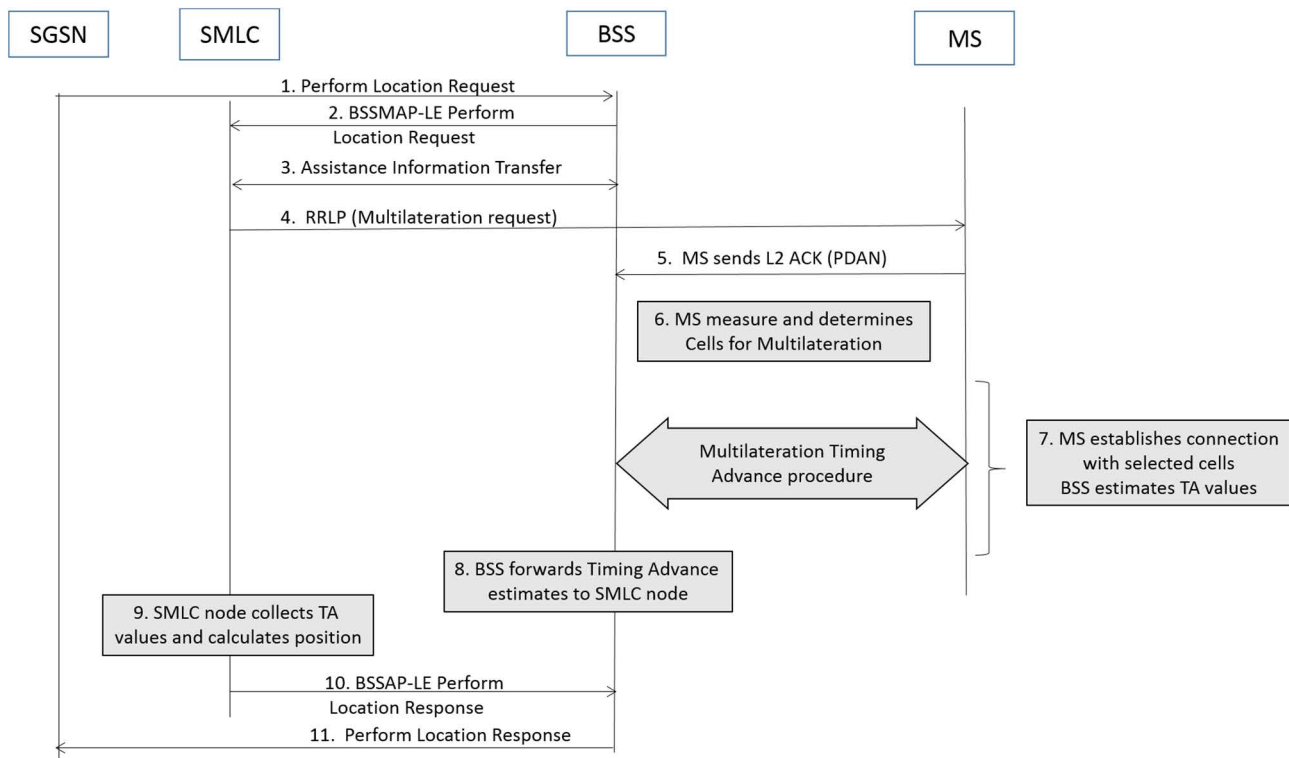 SGSN
SMLC
BSS
MS
1. Perform Location Request
2. BSSMAP-LE Perform
Location Request
3. Assistance Information Transfer
4. RRLP (Multilateration request)
5. MS sends L2 ACK (PDAN)
6. MS measure and determines
Cells for Multilateration
Multilateration Timing
Advance procedure
7. MS establishes connection
with selected cells
BSS estimates TA values
8. BSS forwards Timing Advance
estimates to SMLC node
9. SMLC node collects TA
values and calculates position
10. BSSAP-LE Perform
Location Response
11. Perform Location Response